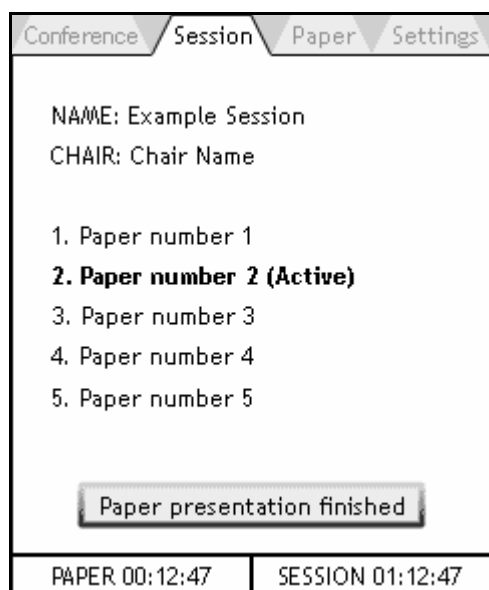 Conference Session Paper Settings
NAME: Example Session
CHAIR: Chair Name
1. Paper number 1
2. Paper number 2 (Active)
3. Paper number 3
4. Paper number 4
5. Paper number 5
Paper presentation finished
PAPER 00:12:47 SESSION 01:12:47